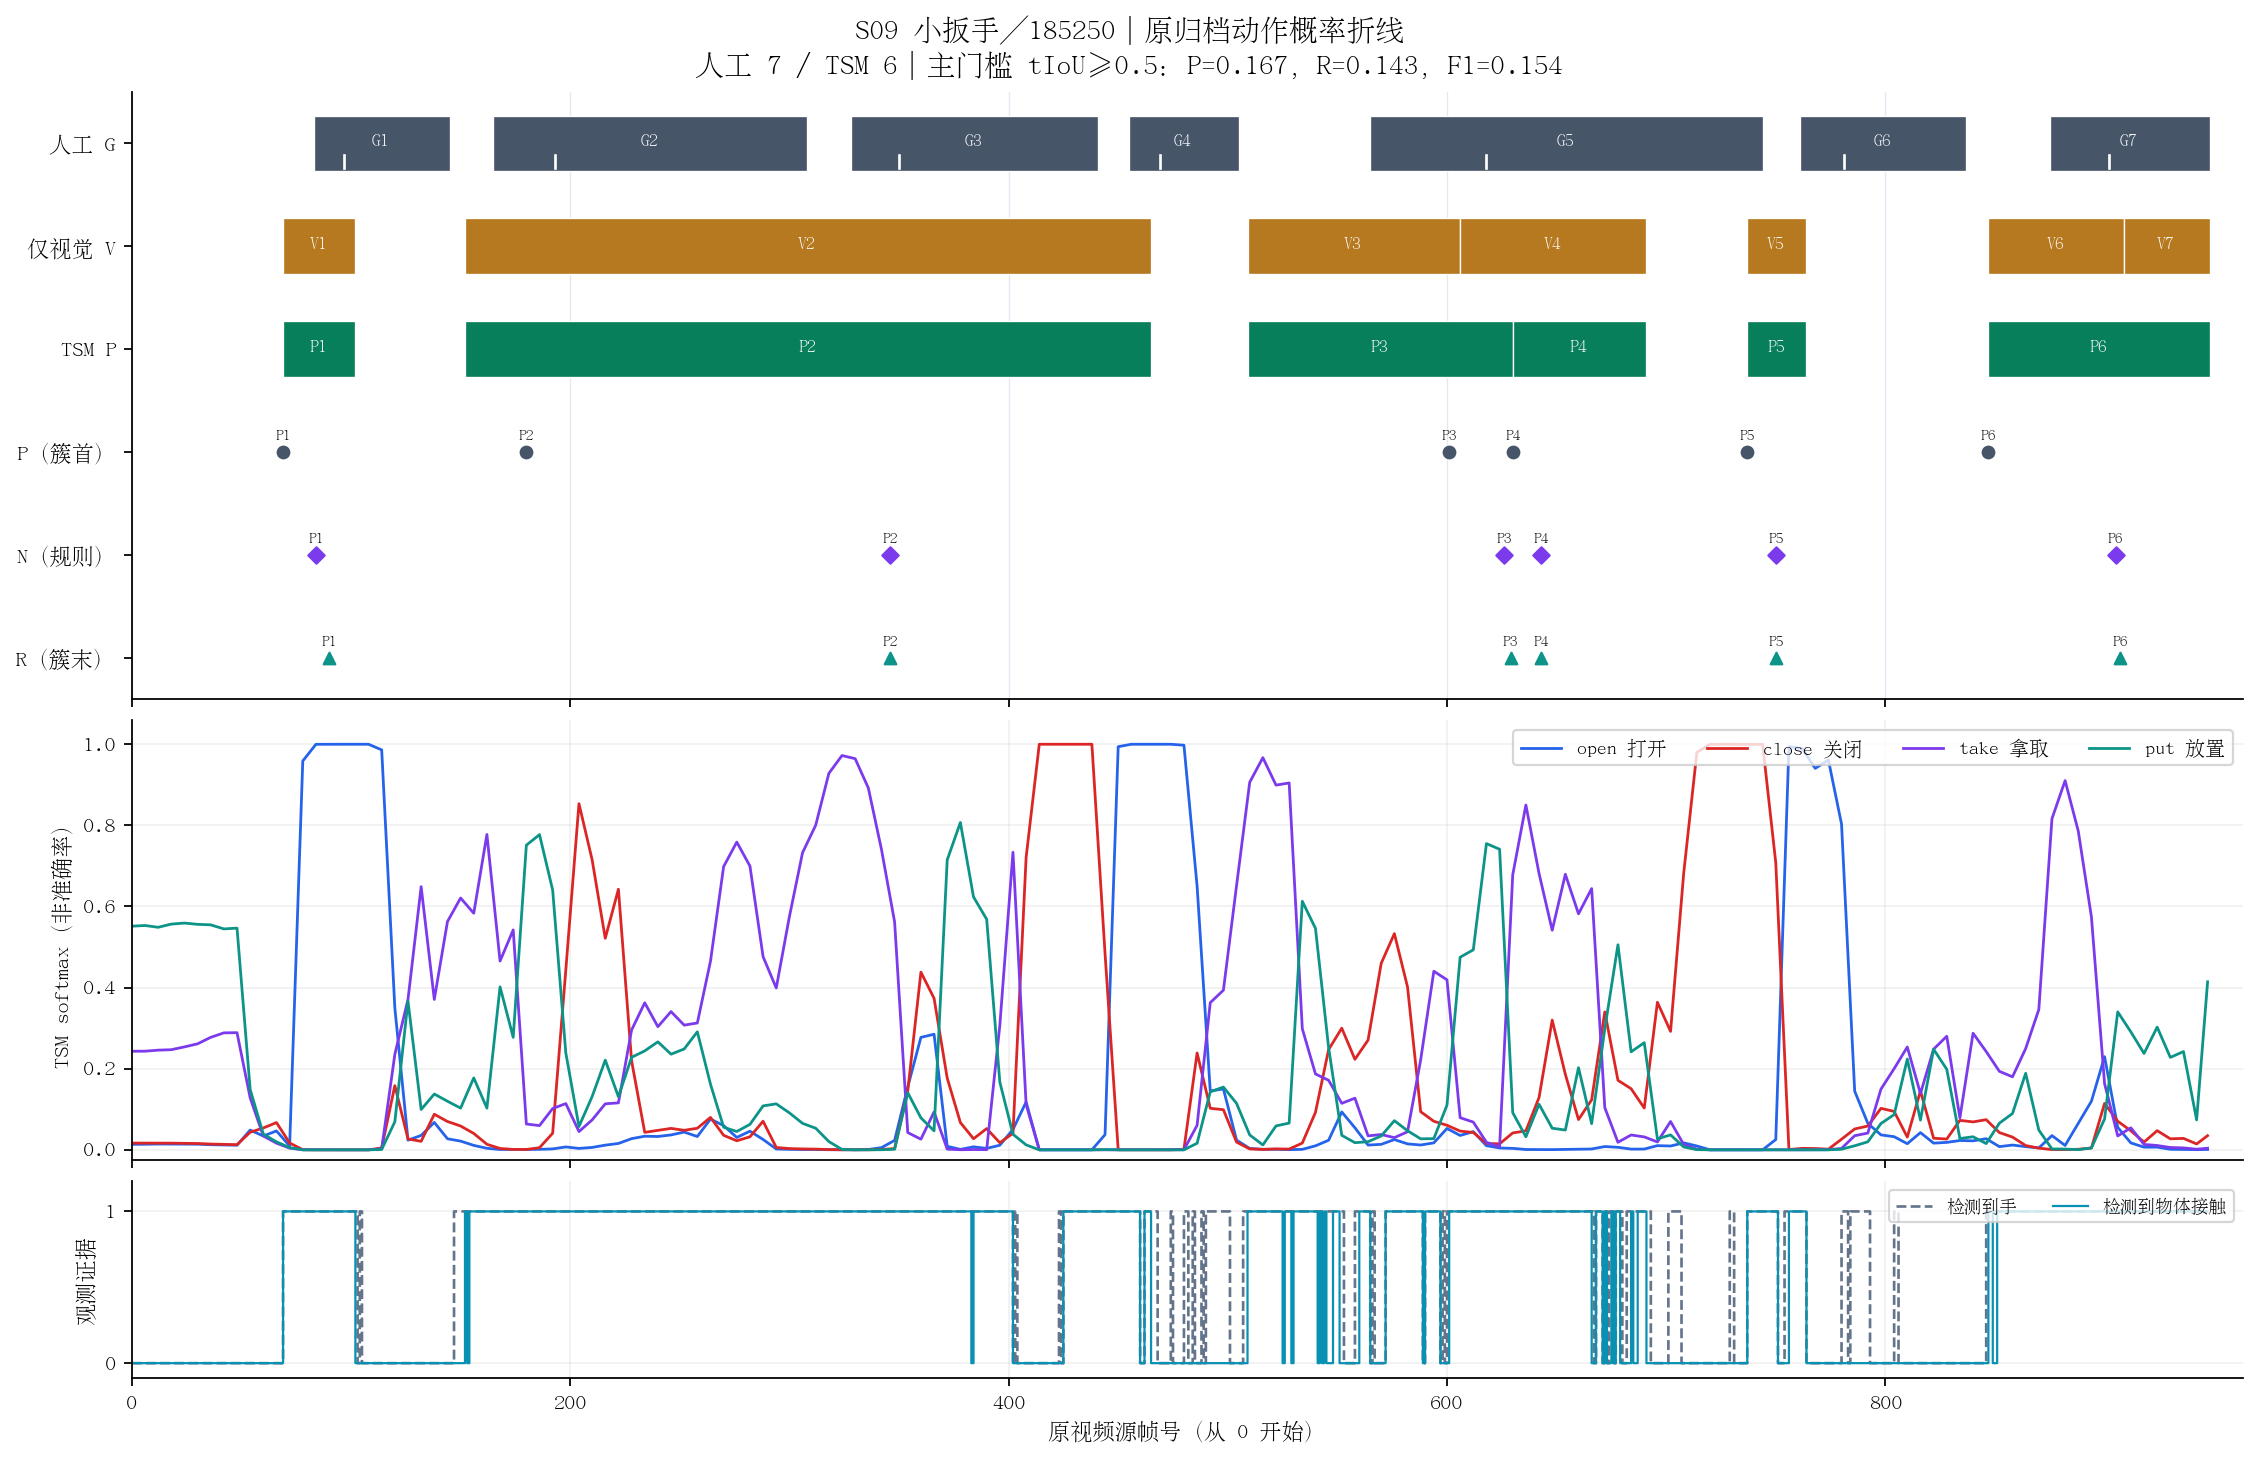 S09 小扳手／185250｜原归档动作概率折线
人工 7 / TSM 6｜主门槛 tIoU≥0.5: P=0.167, R=0.143, F1=0.154
人工 G
G1
G2
G3
G4
G5
G6
G7
仅视觉 V
V1
V2
V3
V4
V5
V6
V7
TSM P
P1
P2
P3
P4
P5
P6
P (簇首)
P1
P2
P3
P4
P5
P6
N (规则)
P1
P2
P3
P4
P5
P6
R (簇末)
P1
P2
P3
P4
P5
P6
TSM softmax (非准确率)
1.0
0.8
0.6
0.4
0.2
0.0
open 打开
close 关闭
take 拿取
put 放置
观测证据
1
0
检测到手
检测到物体接触
0
200
400
600
800
原视频源帧号 (从 0 开始)